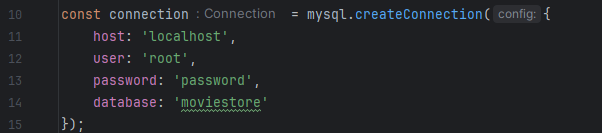 10 const connection : Connection = mysql.createConnection( config: {
11 host: 'localhost',
12 user: 'root',
13 password: 'password',
14 database: 'moviestore'
15 });